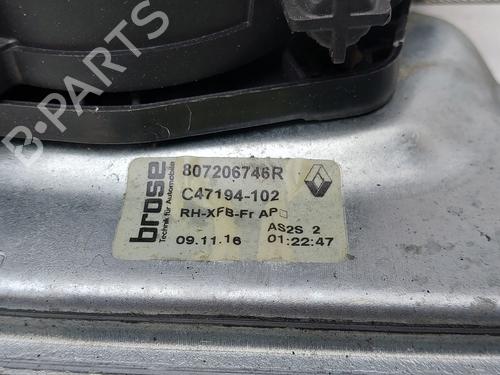 B-PARTS
brose
Technik für Automobile
807206746R
C47194-102
RH-XFB-Fr AP
AS2S 2
09.11.16 01:22:47